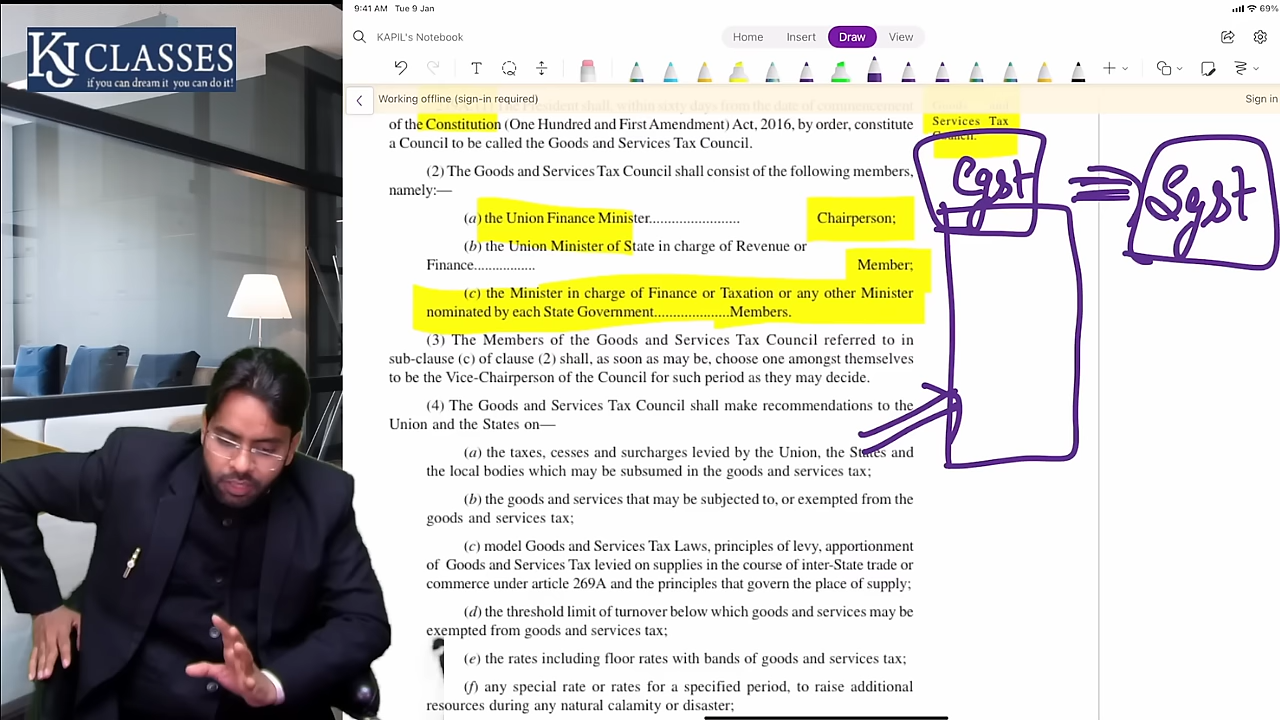 KJ CLASSES
if you can dream it you can do it!
9:41 AM Tue 9 Jan
69%
KAPIL's Notebook
Home Insert Draw View
Working offline (sign-in required)
Sign in
The President shall, within sixty days from the date of commencement
of the Constitution (One Hundred and First Amendment) Act, 2016, by order, constitute
a Council to be called the Goods and Services Tax Council.
Goods and
Services Tax
Council.
(2) The Goods and Services Tax Council shall consist of the following members,
namely:—
(a) the Union Finance Minister........................ Chairperson;
(b) the Union Minister of State in charge of Revenue or
Finance................. Member;
(c) the Minister in charge of Finance or Taxation or any other Minister
nominated by each State Government....................Members.
(3) The Members of the Goods and Services Tax Council referred to in
sub-clause (c) of clause (2) shall, as soon as may be, choose one amongst themselves
to be the Vice-Chairperson of the Council for such period as they may decide.
(4) The Goods and Services Tax Council shall make recommendations to the
Union and the States on—
(a) the taxes, cesses and surcharges levied by the Union, the States and
the local bodies which may be subsumed in the goods and services tax;
(b) the goods and services that may be subjected to, or exempted from the
goods and services tax;
(c) model Goods and Services Tax Laws, principles of levy, apportionment
of Goods and Services Tax levied on supplies in the course of inter-State trade or
commerce under article 269A and the principles that govern the place of supply;
(d) the threshold limit of turnover below which goods and services may be
exempted from goods and services tax;
(e) the rates including floor rates with bands of goods and services tax;
(f) any special rate or rates for a specified period, to raise additional
resources during any natural calamity or disaster;
Cgst
Sgst